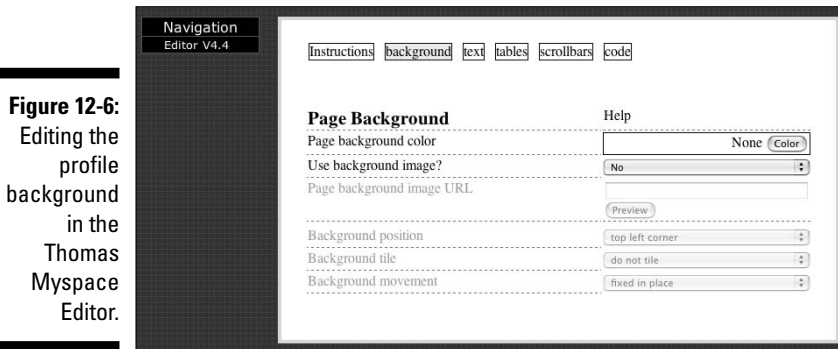 Figure 12-6:
Editing the
profile
background
in the
Thomas
Myspace
Editor.
Navigation
Editor V4.4
Instructions background text tables scrollbars code
Page Background Help
Page background color None Color
Use background image? No
Page background image URL
Preview
Background position top left corner
Background tile do not tile
Background movement fixed in place